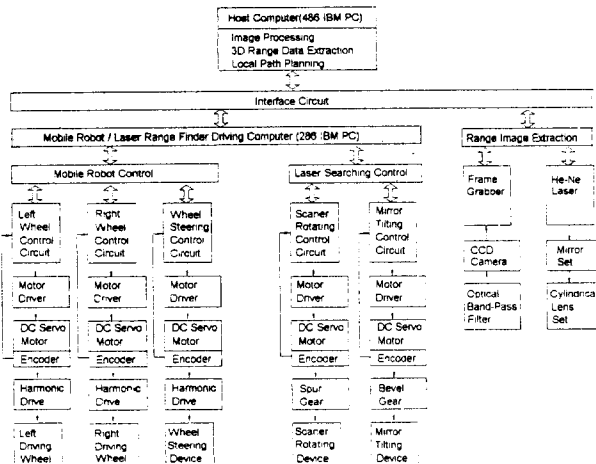 Host Computer(486 IBM PC)
Image Processing
3D Range Data Extraction
Local Path Planning
Interface Circuit
Mobile Robot / Laser Range Finder Driving Computer (286 IBM PC)
Range Image Extraction
Mobile Robot Control
Laser Searching Control
Left
Wheel
Control
Circuit
Right
Wheel
Control
Circuit
Wheel
Steering
Control
Circuit
Scaner
Rotating
Control
Circuit
Mirror
Tilting
Control
Circuit
Frame
Grabber
He-Ne
Laser
Motor
Driver
Motor
Driver
Motor
Driver
Motor
Driver
Motor
Driver
CCD
Camera
Mirror
Set
DC Servo
Motor
Encoder
DC Servo
Motor
Encoder
DC Servo
Motor
Encoder
DC Servo
Motor
Encoder
DC Servo
Motor
Encoder
Optical
Band-Pass
Filter
Cylindrical
Lens
Set
Harmonic
Drive
Harmonic
Drive
Harmonic
Drive
Spur
Gear
Bevel
Gear
Left
Driving
Wheel
Right
Driving
Wheel
Wheel
Steering
Device
Scaner
Rotating
Device
Mirror
Tilting
Device